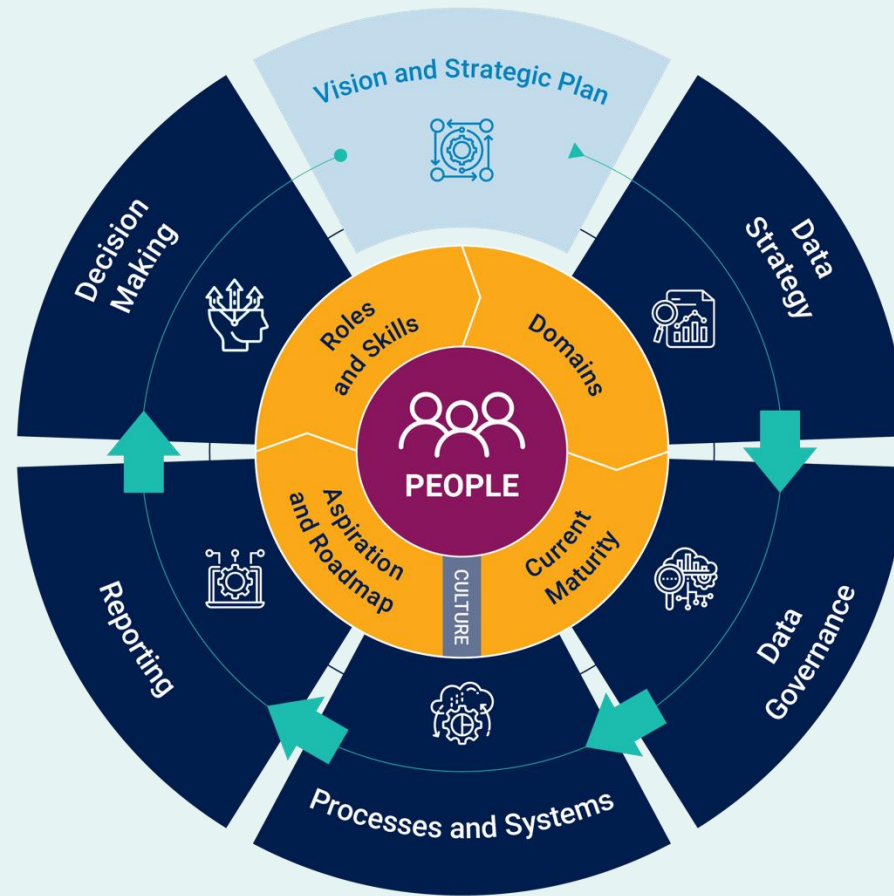 Vision and Strategic Plan
Data
Strategy
Data
Governance
Processes and Systems
Reporting
Decision
Making
Roles
and Skills
Domains
Current
Maturity
Aspiration
and Roadmap
CULTURE
PEOPLE